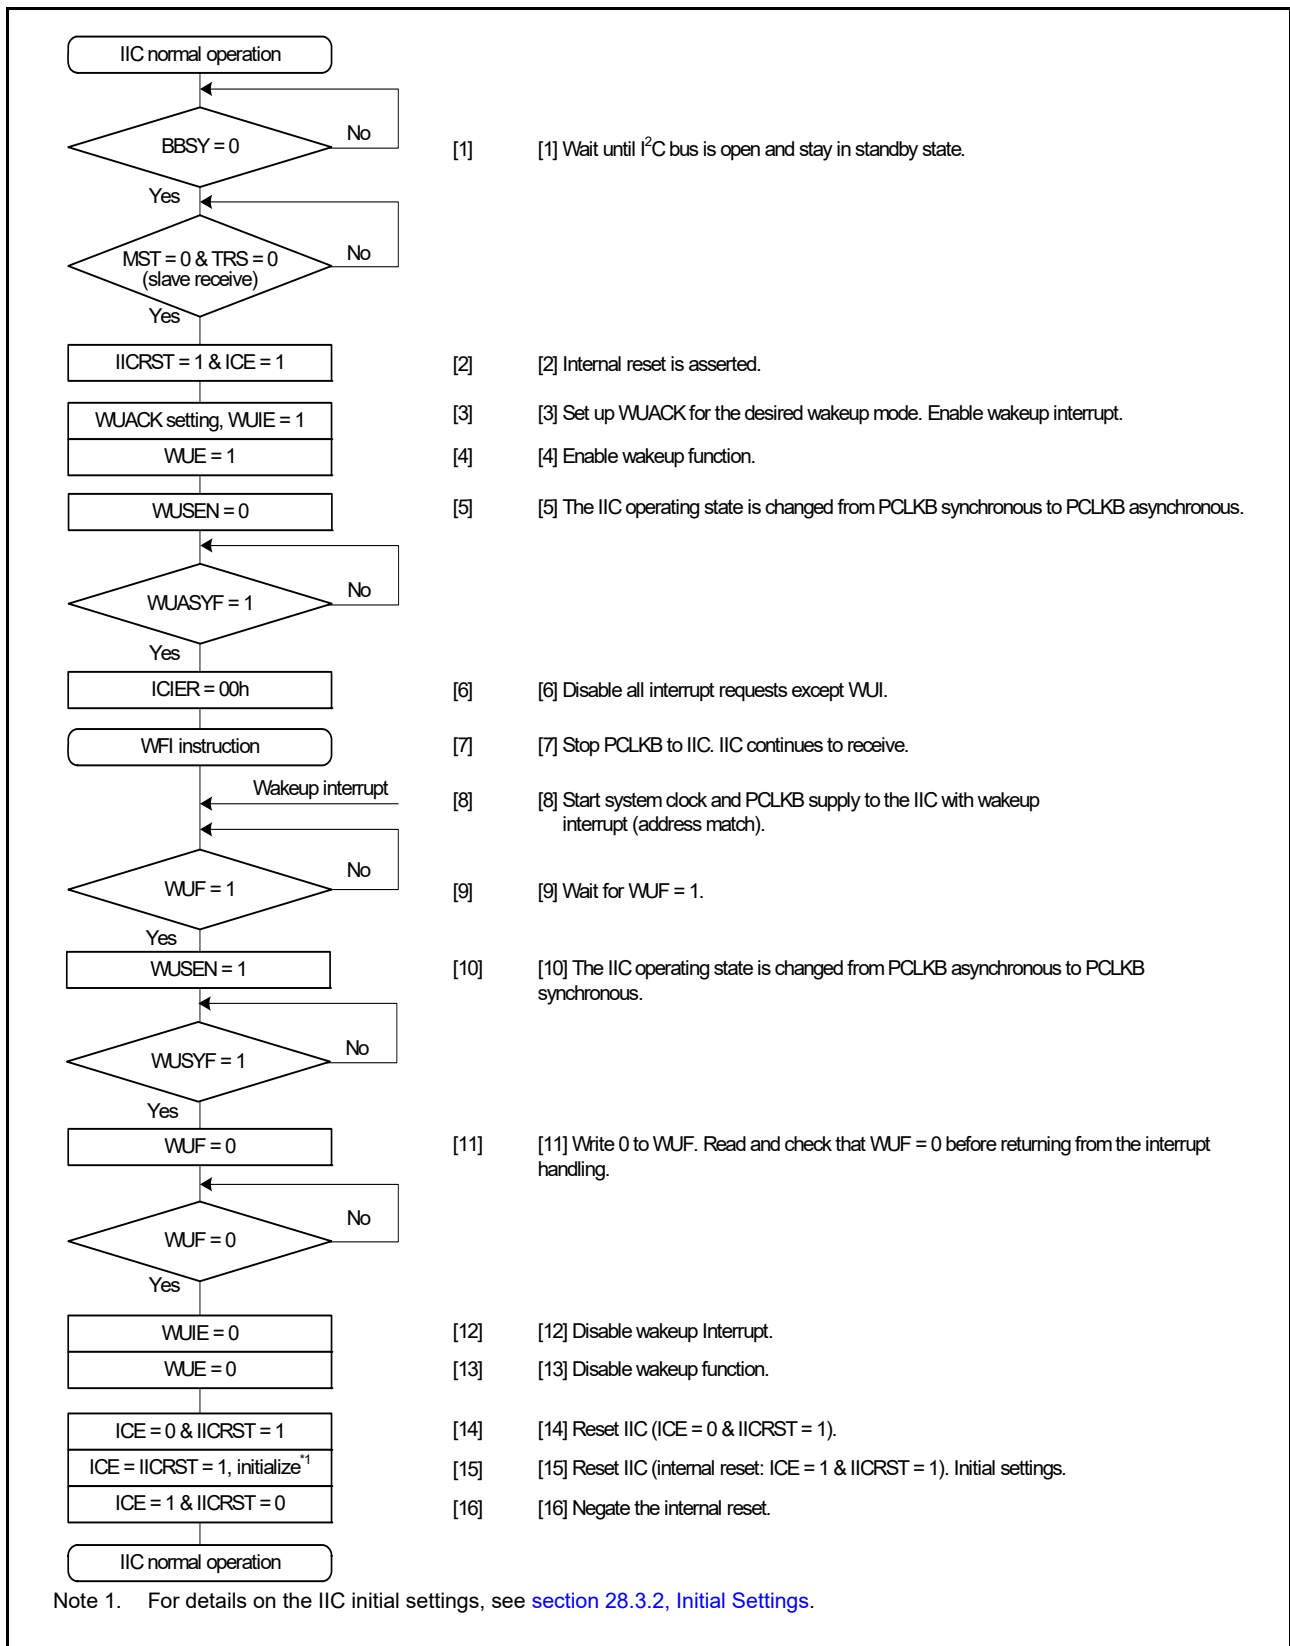 IIC normal operation
BBSY = 0
No
[1] [1] Wait until I²C bus is open and stay in standby state.
Yes
MST = 0 & TRS = 0
(slave receive)
No
Yes
IICRST = 1 & ICE = 1
[2] [2] Internal reset is asserted.
WUACK setting, WUIE = 1
[3] [3] Set up WUACK for the desired wakeup mode. Enable wakeup interrupt.
WUE = 1
[4] [4] Enable wakeup function.
WUSEN = 0
[5] [5] The IIC operating state is changed from PCLKB synchronous to PCLKB asynchronous.
WUASYF = 1
No
Yes
ICIER = 00h
[6] [6] Disable all interrupt requests except WUI.
WFI instruction
[7] [7] Stop PCLKB to IIC. IIC continues to receive.
Wakeup interrupt
[8] [8] Start system clock and PCLKB supply to the IIC with wakeup
interrupt (address match).
WUF = 1
No
[9] [9] Wait for WUF = 1.
Yes
WUSEN = 1
[10] [10] The IIC operating state is changed from PCLKB asynchronous to PCLKB
synchronous.
WUSYF = 1
No
Yes
WUF = 0
[11] [11] Write 0 to WUF. Read and check that WUF = 0 before returning from the interrupt
handling.
WUF = 0
No
Yes
WUIE = 0
[12] [12] Disable wakeup Interrupt.
WUE = 0
[13] [13] Disable wakeup function.
ICE = 0 & IICRST = 1
[14] [14] Reset IIC (ICE = 0 & IICRST = 1).
ICE = IICRST = 1, initialize*1
[15] [15] Reset IIC (internal reset: ICE = 1 & IICRST = 1). Initial settings.
ICE = 1 & IICRST = 0
[16] [16] Negate the internal reset.
IIC normal operation
Note 1. For details on the IIC initial settings, see section 28.3.2, Initial Settings.